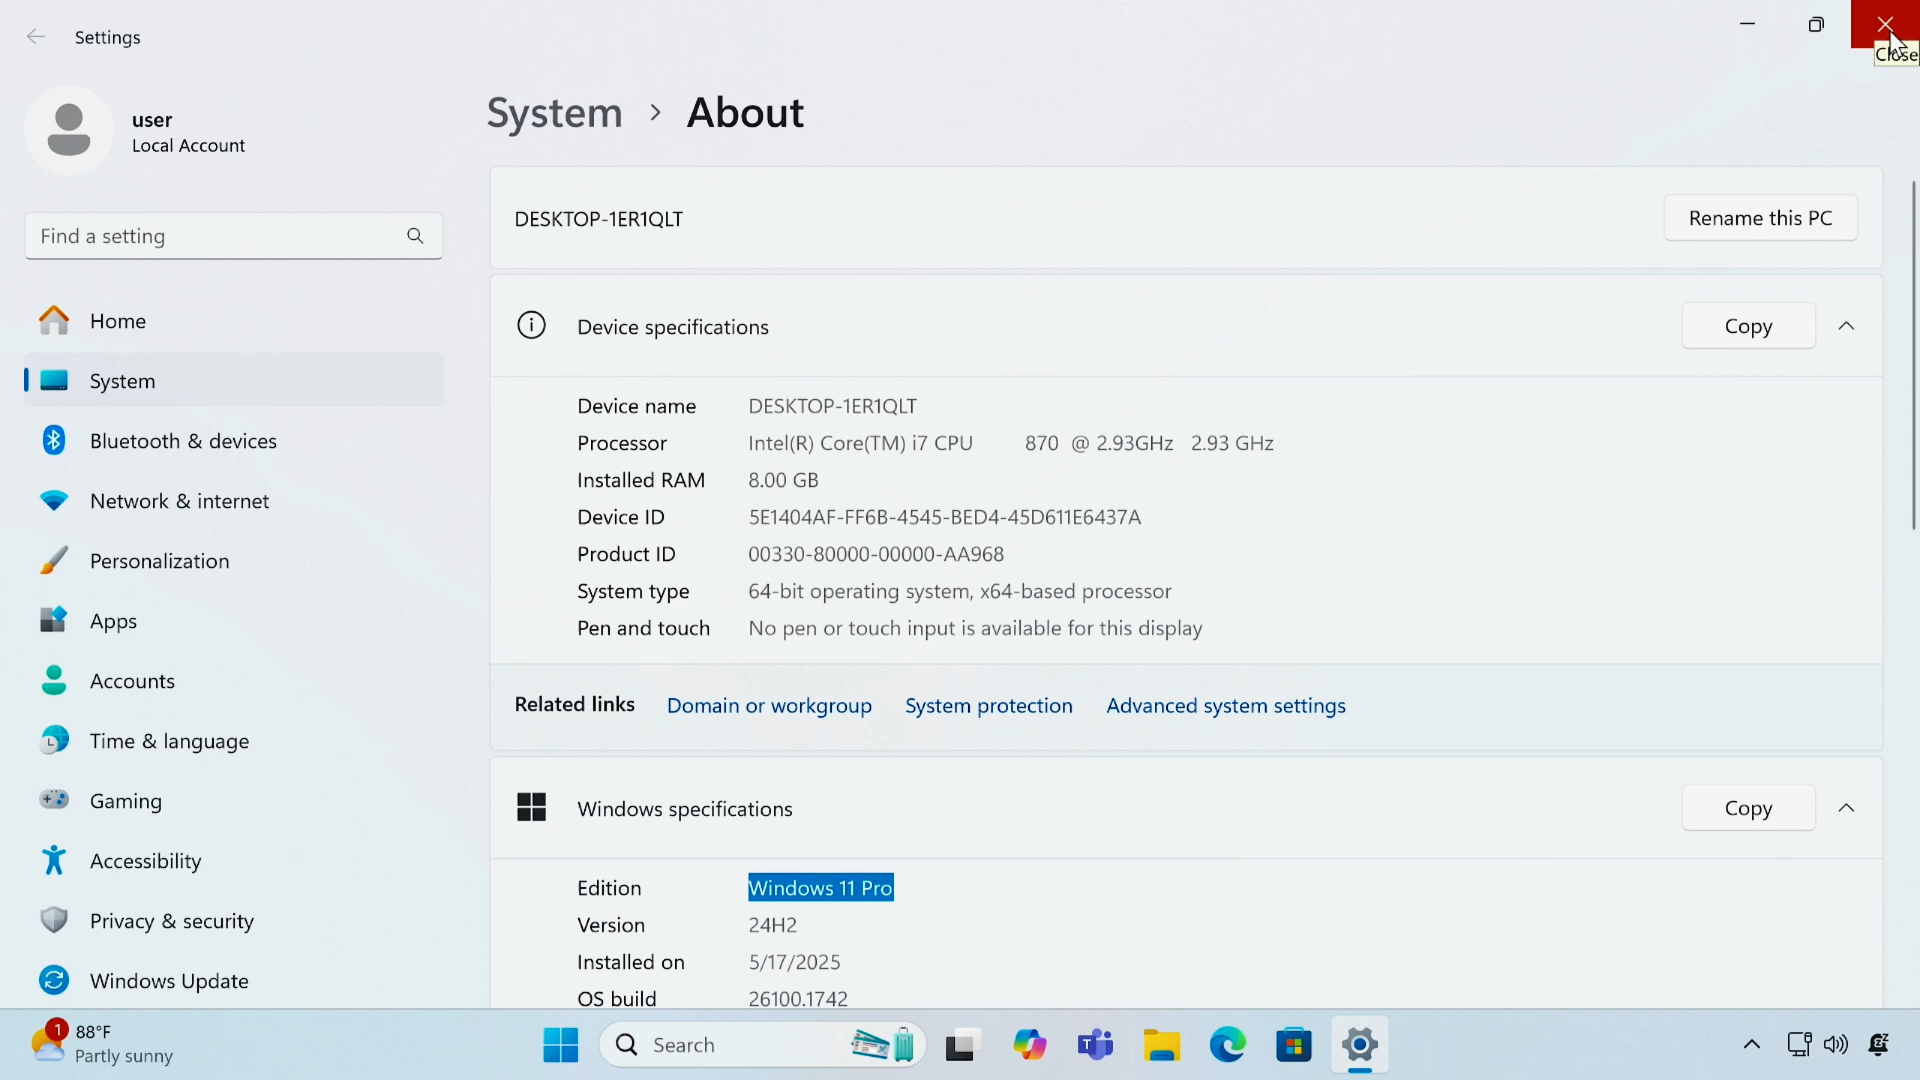 Settings
Close
user
Local Account
Find a setting
Home
System
Bluetooth & devices
Network & internet
Personalization
Apps
Accounts
Time & language
Gaming
Accessibility
Privacy & security
Windows Update
System > About
DESKTOP-1ER1QLT
Rename this PC
Device specifications
Copy
Device name DESKTOP-1ER1QLT
Processor Intel(R) Core(TM) i7 CPU 870 @ 2.93GHz 2.93 GHz
Installed RAM 8.00 GB
Device ID 5E1404AF-FF6B-4545-BED4-45D611E6437A
Product ID 00330-80000-00000-AA968
System type 64-bit operating system, x64-based processor
Pen and touch No pen or touch input is available for this display
Related links Domain or workgroup System protection Advanced system settings
Windows specifications
Copy
Edition Windows 11 Pro
Version 24H2
Installed on 5/17/2025
OS build 26100.1742
1
88°F
Partly sunny
Search